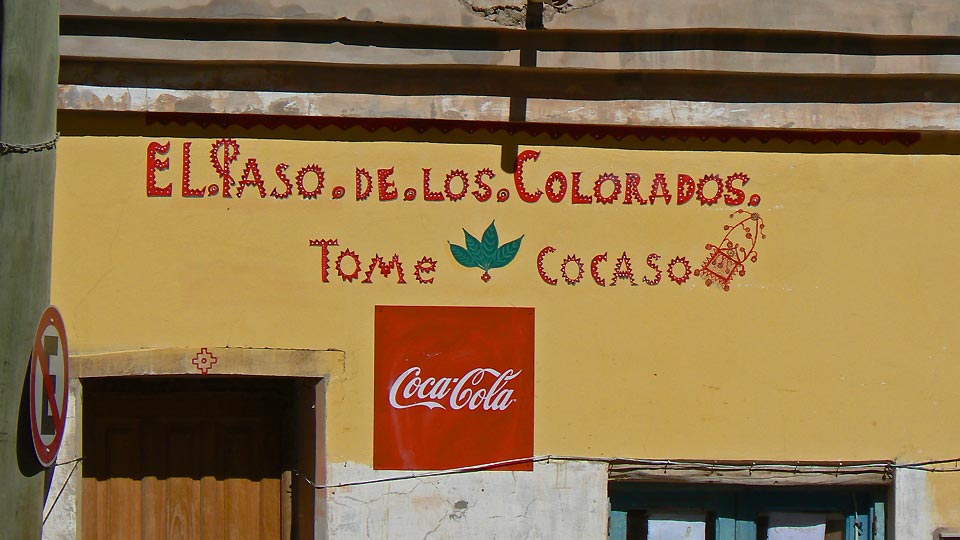 EL.PASO.DE.LOS.COLORADOS.
TOME COCASO
Coca-Cola
E